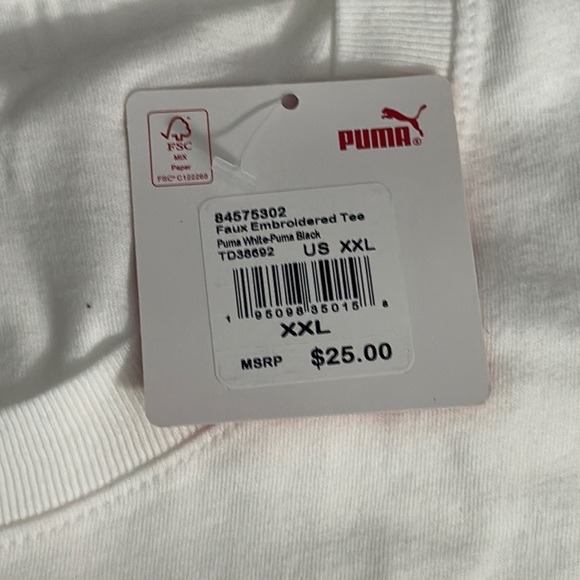 FSC
MIX
Paper
FSC® C122265
PUMA®
84575302
Faux Embroidered Tee
Puma White-Puma Black
TD38692 US XXL
1 95098 35015 8
XXL
MSRP $25.00